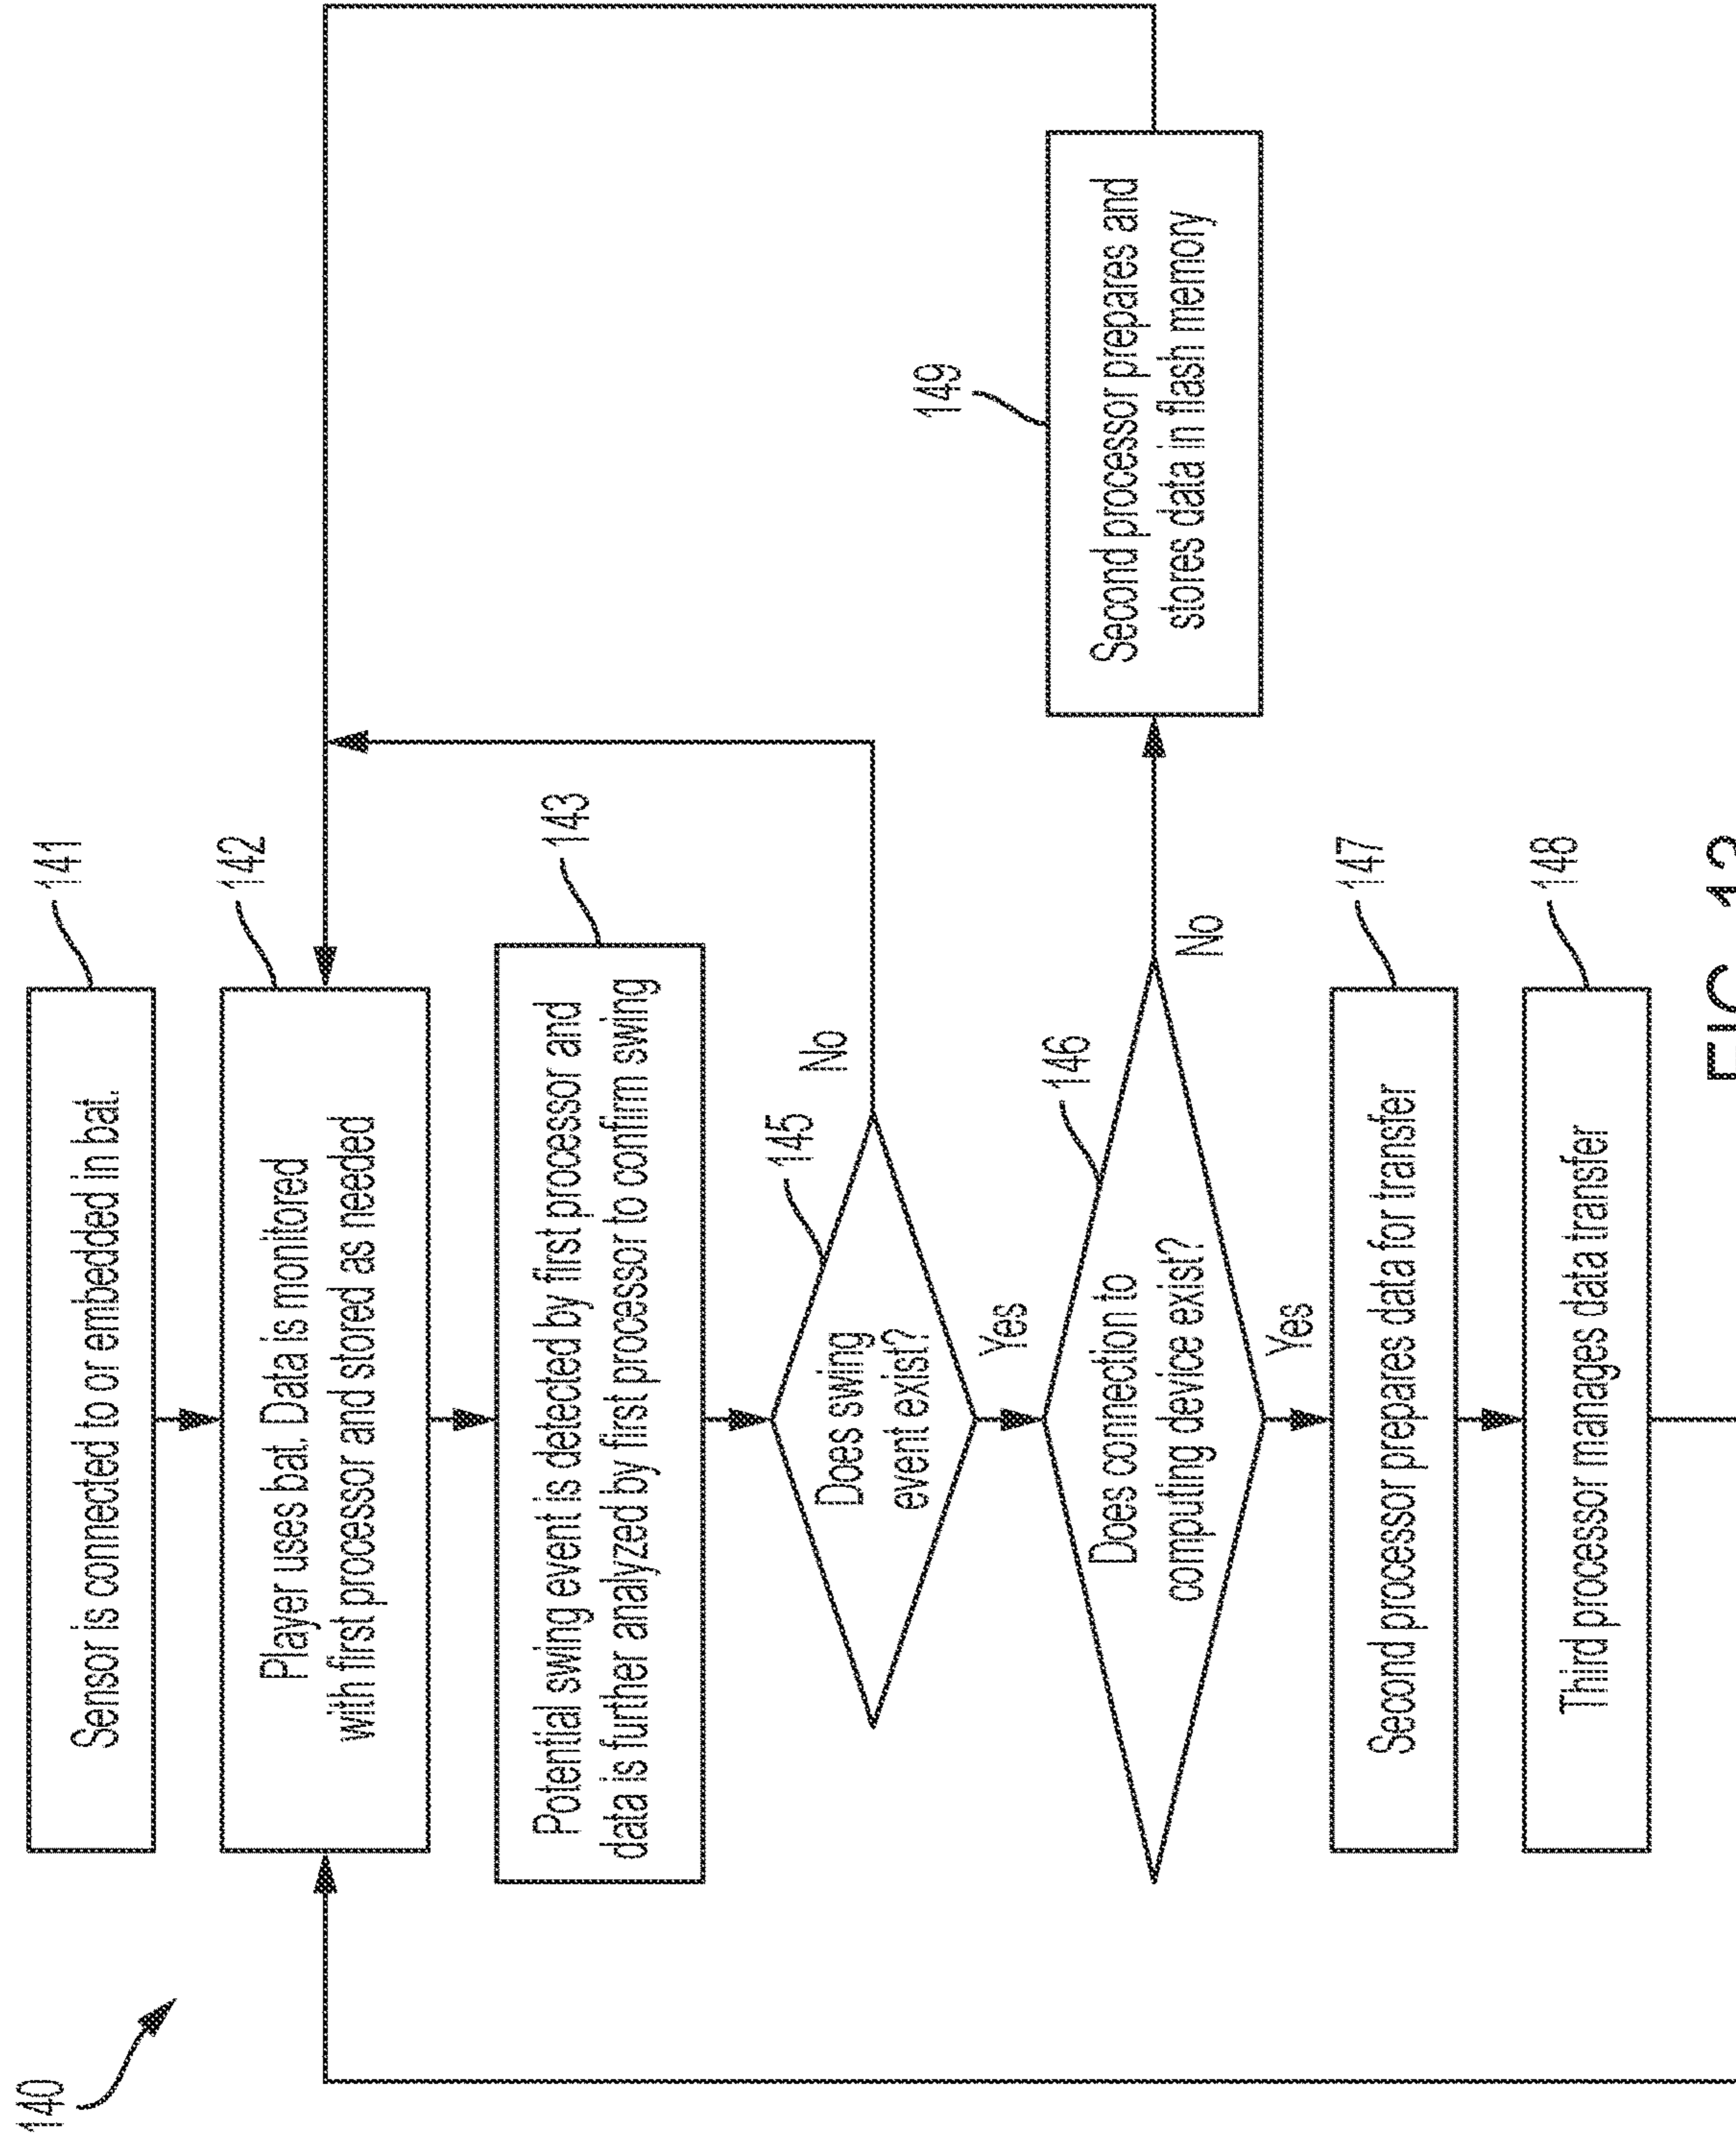 140
141
Sensor is connected to or embedded in bat.
142
Player uses bat. Data is monitored
with first processor and stored as needed
143
Potential swing event is detected by first processor and
data is further analyzed by first processor to confirm swing
145
Does swing
event exist?
No
Yes
146
Does connection to
computing device exist?
No
Yes
149
Second processor prepares and
stores data in flash memory
147
Second processor prepares data for transfer
148
Third processor manages data transfer